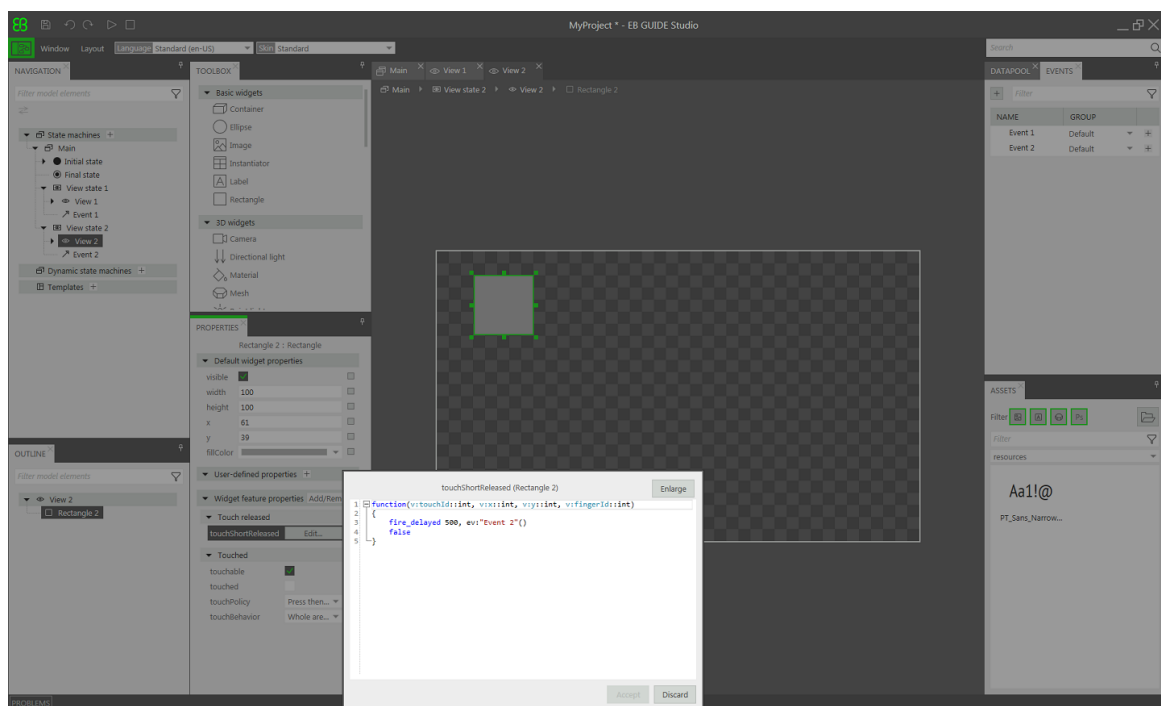 EB
MyProject * - EB GUIDE Studio
Window Layout Language Standard (en-US) Skin Standard
Search
NAVIGATION
Filter model elements
State machines +
Main
Initial state
Final state
View state 1
View 1
Event 1
View state 2
View 2
Event 2
Dynamic state machines +
Templates +
OUTLINE
Filter model elements
View 2
Rectangle 2
TOOLBOX
Basic widgets
Container
Ellipse
Image
Instantiator
A Label
Rectangle
3D widgets
Camera
Directional light
Material
Mesh
PROPERTIES
Rectangle 2 : Rectangle
Default widget properties
visible
width 100
height 100
x 61
y 39
fillColor
User-defined properties +
Widget feature properties Add/Rem
Touch released
touchShortReleased Edit...
Touched
touchable
touched
touchPolicy Press then...
touchBehavior Whole are...
Main View 1 View 2
Main View state 2 View 2 Rectangle 2
touchShortReleased (Rectangle 2)
Enlarge
1 function(v:touchId::int, v:x::int, v:y::int, v:fingerId::int)
2 {
3 fire_delayed 500, ev:"Event 2"()
4 false
5 }
Accept Discard
DATAPOOL EVENTS
+ Filter
NAME GROUP
Event 1 Default +
Event 2 Default +
ASSETS
Filter Ps
Filter
resources
Aa1!@
PT_Sans_Narrow...
PROBLEMS